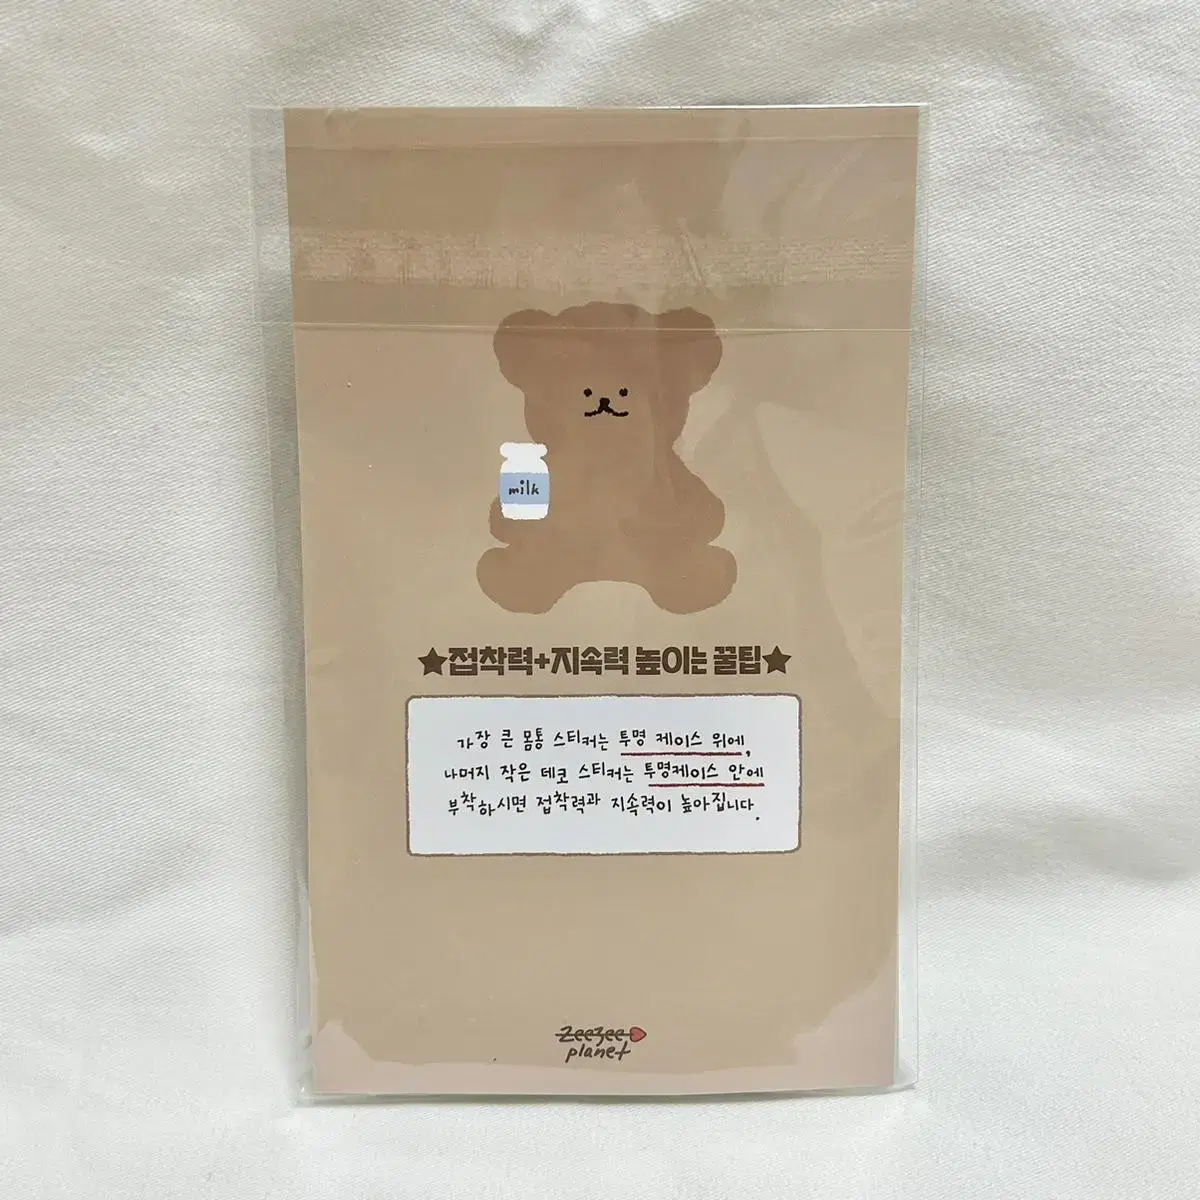 milk
★접착력+지속력 높이는 꿀팁★
가장 큰 몸통 스티커는 투명 케이스 위에,
나머지 작은 데코 스티커는 투명케이스 안에
부착하시면 접착력과 지속력이 높아집니다.
zeezee
planet